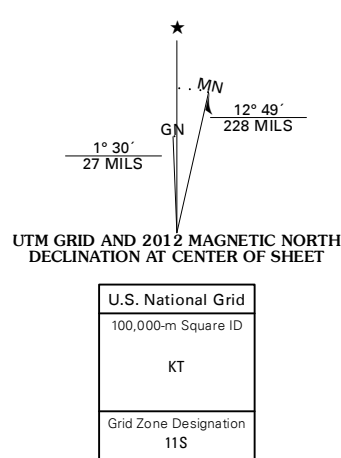 ★
MN
GN
12° 49´
228 MILS
1° 30´
27 MILS
UTM GRID AND 2012 MAGNETIC NORTH
DECLINATION AT CENTER OF SHEET
U.S. National Grid
100,000-m Square ID
KT
Grid Zone Designation
11S